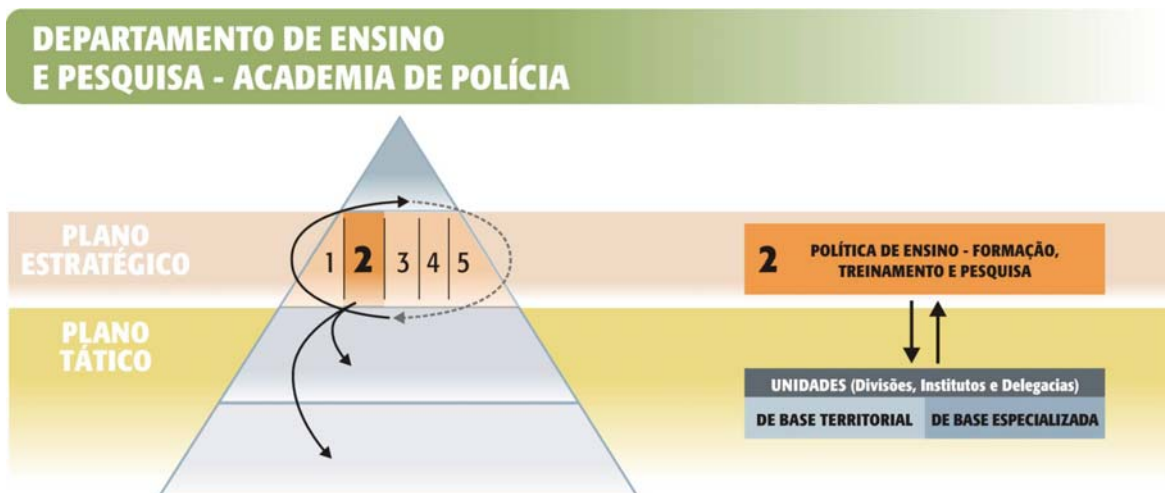 DEPARTAMENTO DE ENSINO
E PESQUISA - ACADEMIA DE POLÍCIA
PLANO
ESTRATÉGICO
1 2 3 4 5
2 POLÍTICA DE ENSINO - FORMAÇÃO,
TREINAMENTO E PESQUISA
PLANO
TÁTICO
UNIDADES (Divisões, Institutos e Delegacias)
DE BASE TERRITORIAL DE BASE ESPECIALIZADA